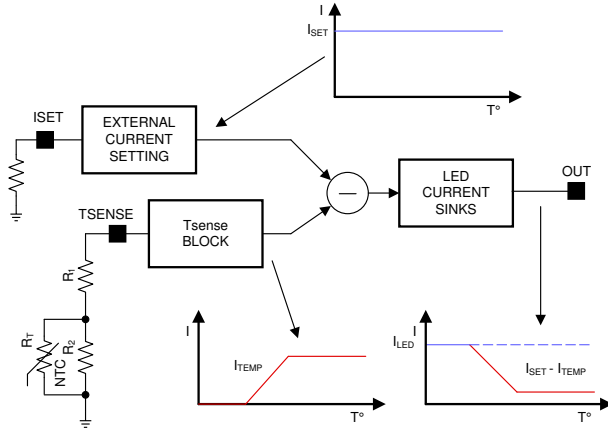 I
I_SET
T°
ISET
EXTERNAL
CURRENT
SETTING
—
LED
CURRENT
SINKS
OUT
TSENSE
Tsense
BLOCK
R1
RT
NTC
R2
I
ITEMP
T°
I
ILED
ISET - ITEMP
T°